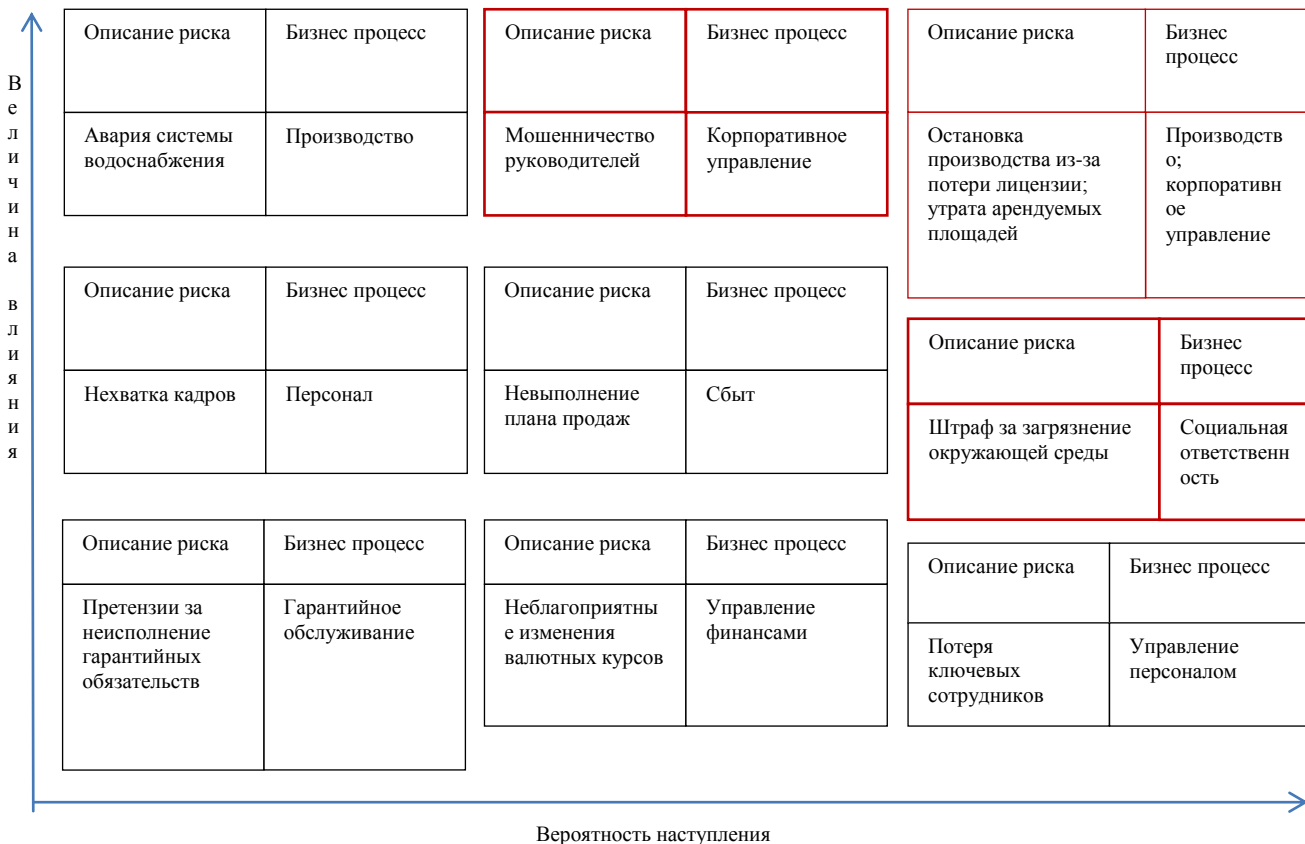 Величина влияния
Описание риска
Бизнес процесс
Авария системы
водоснабжения
Производство
Описание риска
Бизнес процесс
Мошенничество
руководителей
Корпоративное
управление
Описание риска
Бизнес
процесс
Остановка
производства из-за
потери лицензии;
утрата арендуемых
площадей
Производств
о;
корпоративн
ое
управление
Описание риска
Бизнес процесс
Нехватка кадров
Персонал
Описание риска
Бизнес процесс
Невыполнение
плана продаж
Сбыт
Описание риска
Бизнес
процесс
Штраф за загрязнение
окружающей среды
Социальная
ответственн
ость
Описание риска
Бизнес процесс
Претензии за
неисполнение
гарантийных
обязательств
Гарантийное
обслуживание
Описание риска
Бизнес процесс
Неблагоприятны
е изменения
валютных курсов
Управление
финансами
Описание риска
Бизнес процесс
Потеря
ключевых
сотрудников
Управление
персоналом
Вероятность наступления